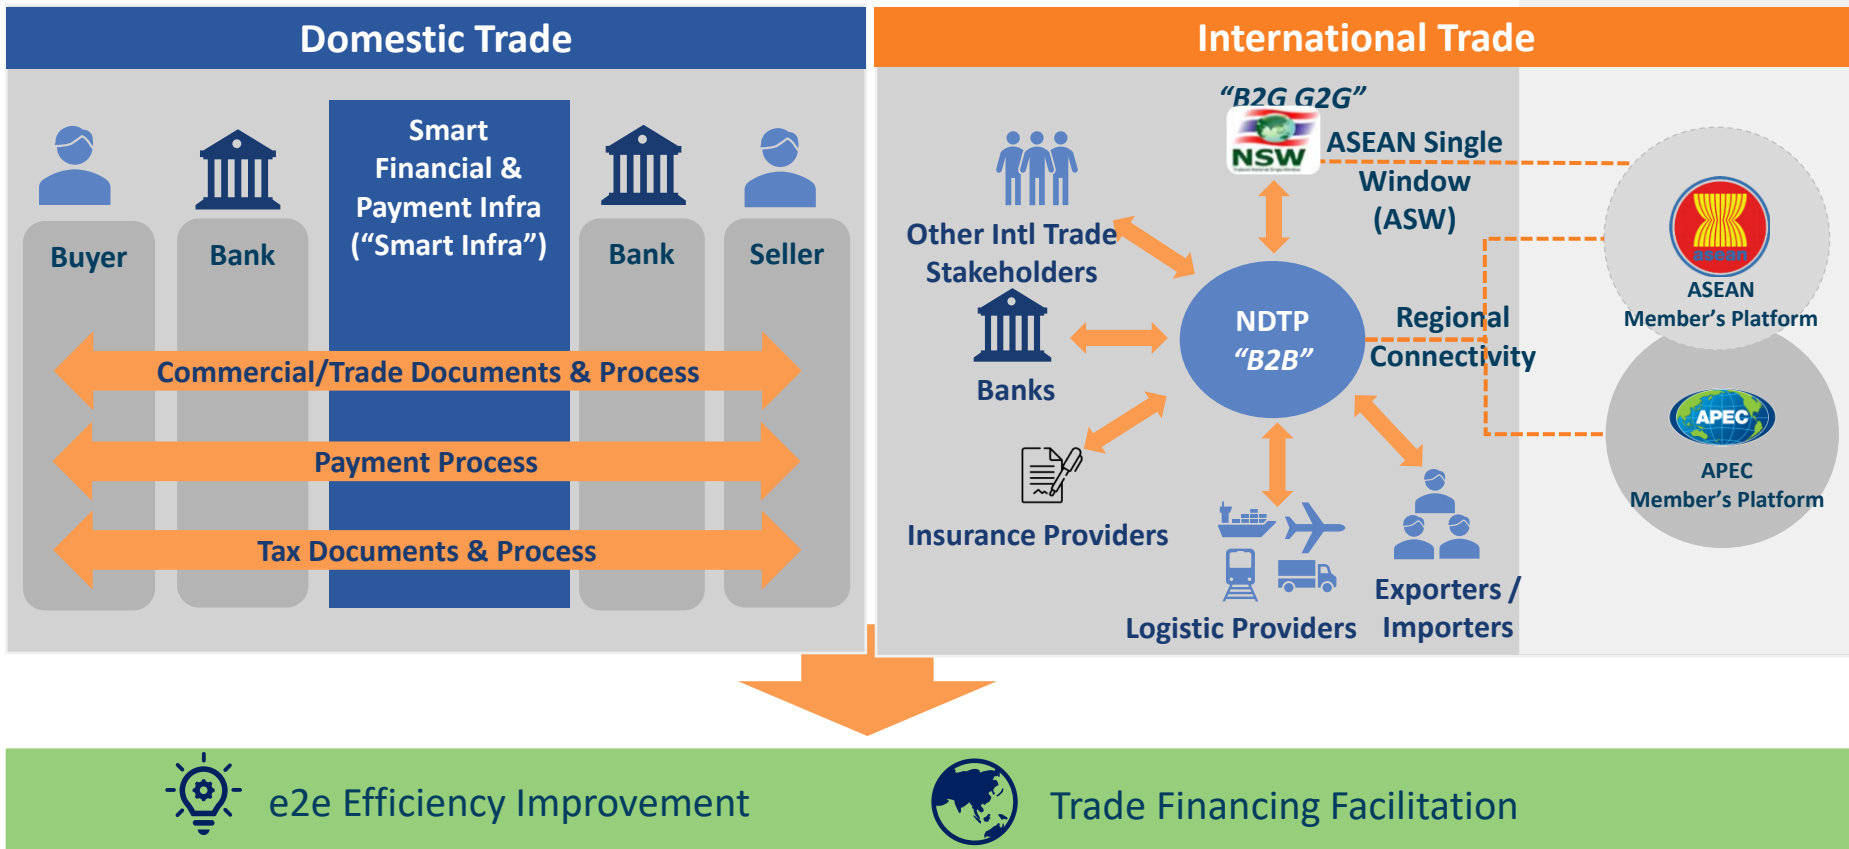 Domestic Trade
International Trade
Buyer
Bank
Smart
Financial &
Payment Infra
(“Smart Infra”)
Bank
Seller
Commercial/Trade Documents & Process
Payment Process
Tax Documents & Process
“B2G G2G”
NSW
ASEAN Single
Window
(ASW)
Other Intl Trade
Stakeholders
Banks
NDTP
“B2B”
Regional
Connectivity
Insurance Providers
Logistic Providers
Exporters /
Importers
asean
ASEAN
Member’s Platform
APEC
APEC
Member’s Platform
e2e Efficiency Improvement
Trade Financing Facilitation